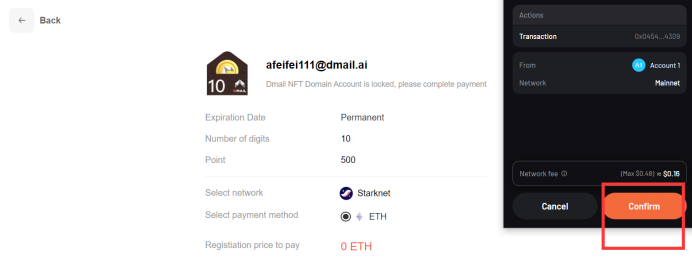 Back
afeifei111@dmail.ai
Dmail NFT Domain Account is locked, please complete payment
10
Expiration Date Permanent
Number of digits 10
Point 500
Select network Starknet
Select payment method ETH
Registiation price to pay 0 ETH
Actions
Transaction 0x0454...4309
From A1 Account 1
Network Mainnet
Network fee (Max $0.48) ≈ $0.16
Cancel Confirm